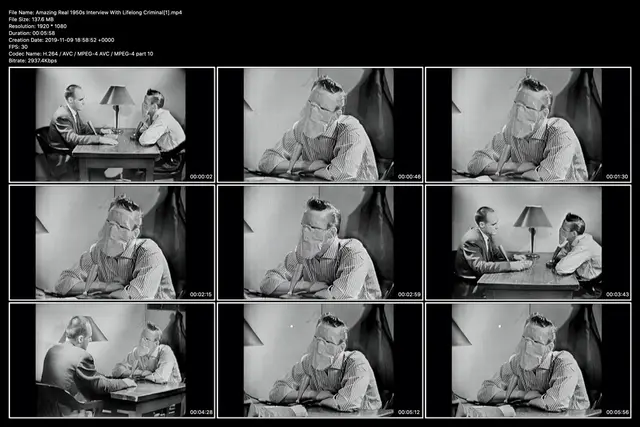 File Name: Amazing Real 1950s Interview With Lifelong Criminal[1].mp4
File Size: 137.6 MB
Resolution: 1920 * 1080
Duration: 00:05:58
Creation Date: 2019-11-09 18:58:52 +0000
FPS: 30
Codec Name: H.264 / AVC / MPEG-4 AVC / MPEG-4 part 10
Bitrate: 2937.4Kbps
00:00:02
00:00:46
00:01:30
00:02:15
00:02:59
00:03:43
00:04:28
00:05:12
00:05:56